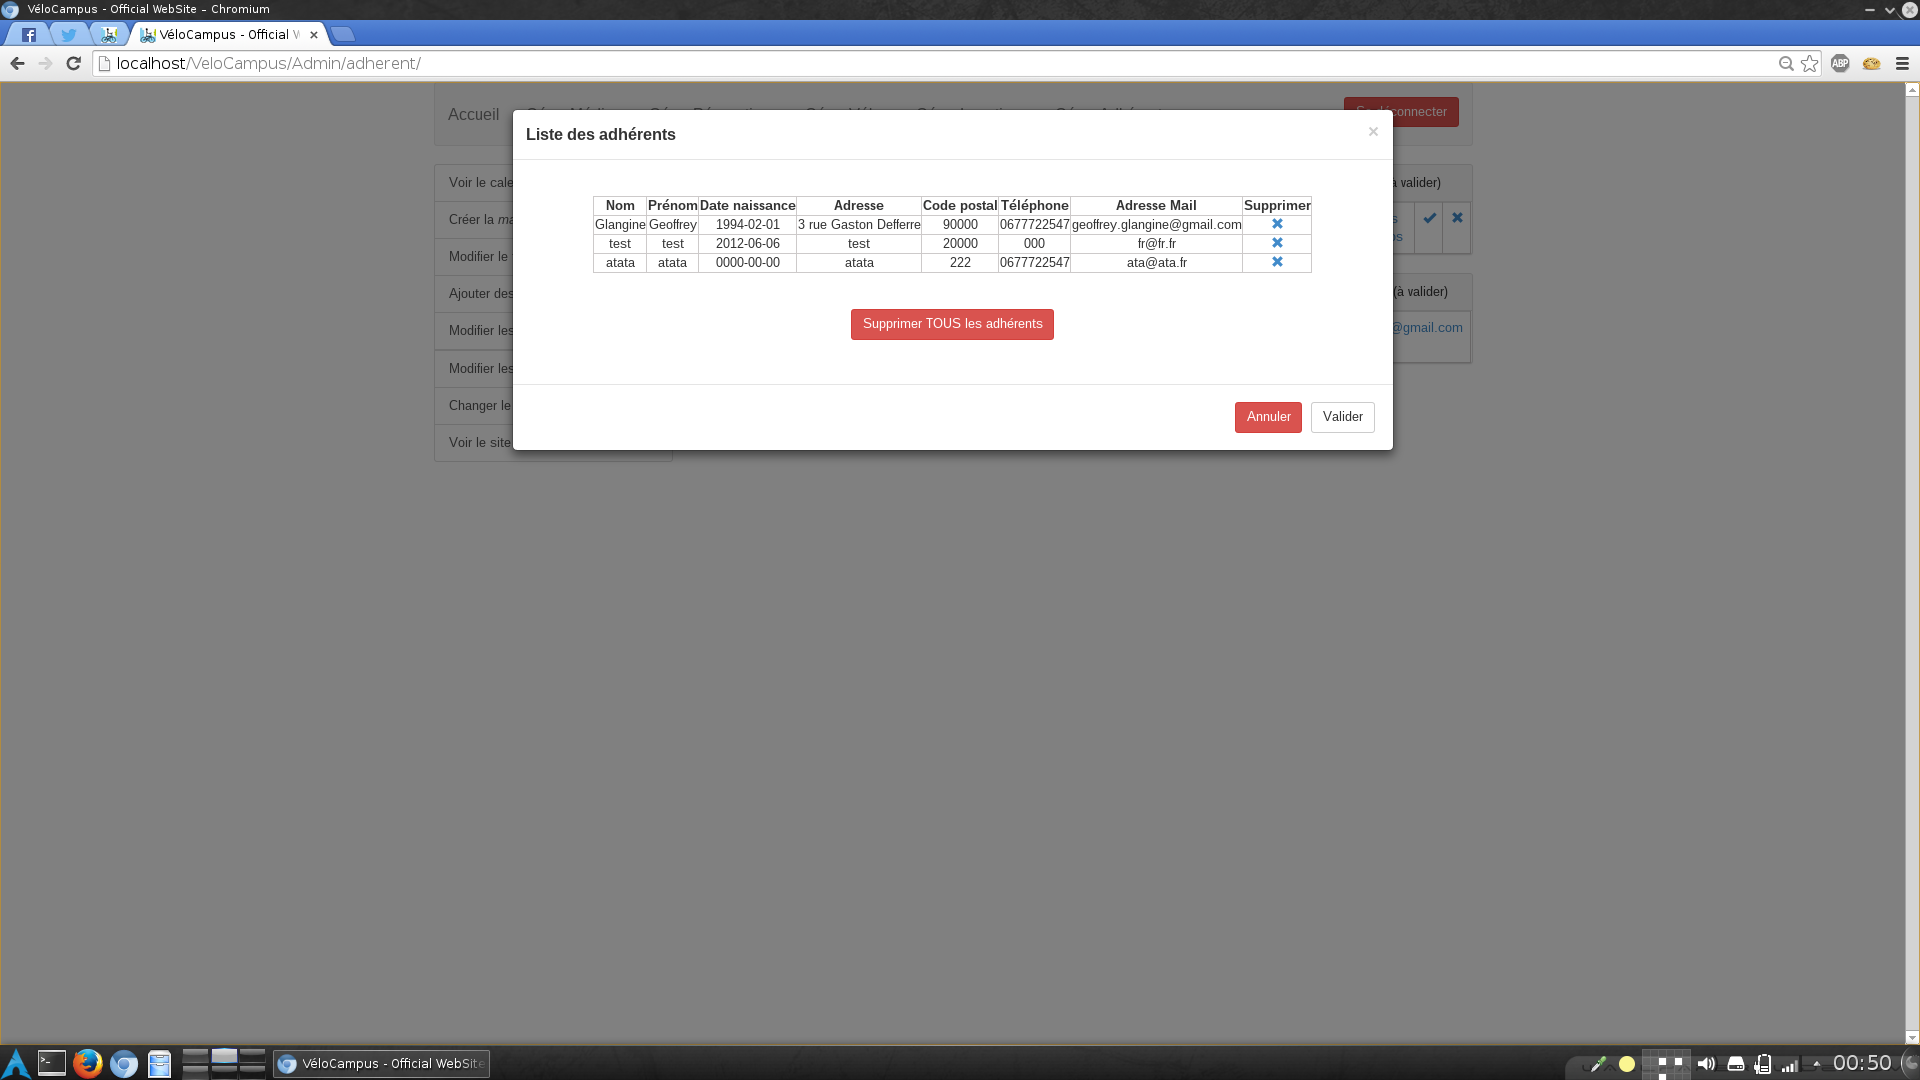 VéloCampus - Official WebSite - Chromium
VéloCampus - Official W
localhost/VeloCampus/Admin/adherent/
ABP
Accueil
connecter
Liste des adhérents
×
Voir le cale
Créer la
Modifier le
Ajouter des
Modifier les
Modifier les
Changer le
Voir le site
Nom Prénom Date naissance Adresse Code postal Téléphone Adresse Mail Supprimer
Glangine Geoffrey 1994-02-01 3 rue Gaston Defferre 90000 0677722547 geoffrey.glangine@gmail.com
test test 2012-06-06 test 20000 000 fr@fr.fr
atata atata 0000-00-00 atata 222 0677722547 ata@ata.fr
Supprimer TOUS les adhérents
Annuler Valider
à valider)
(à valider)
@gmail.com
VéloCampus - Official WebSite
00:50